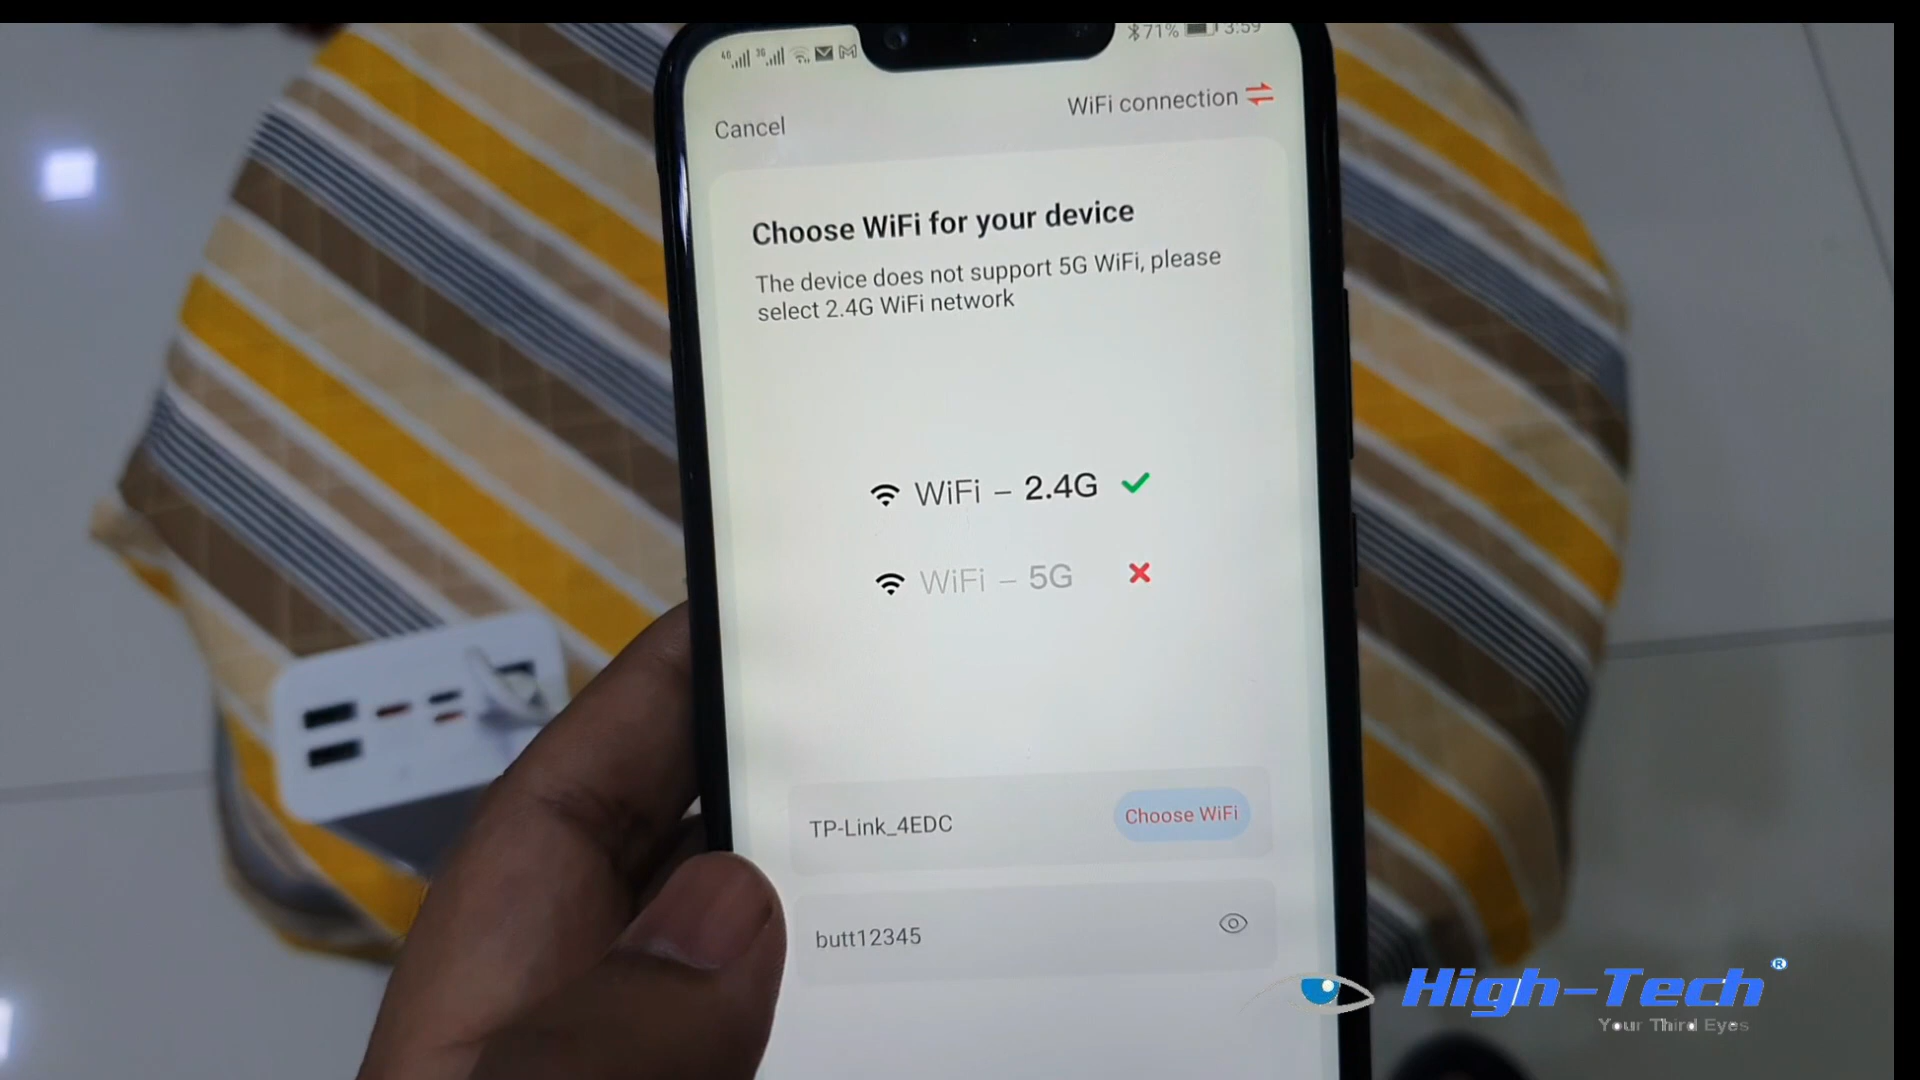 4G 3G 71% 3:59
Cancel
WiFi connection
Choose WiFi for your device
The device does not support 5G WiFi, please
select 2.4G WiFi network
WiFi – 2.4G
WiFi – 5G
TP-Link_4EDC
Choose WiFi
butt12345
High-Tech®
Your Third Eyes